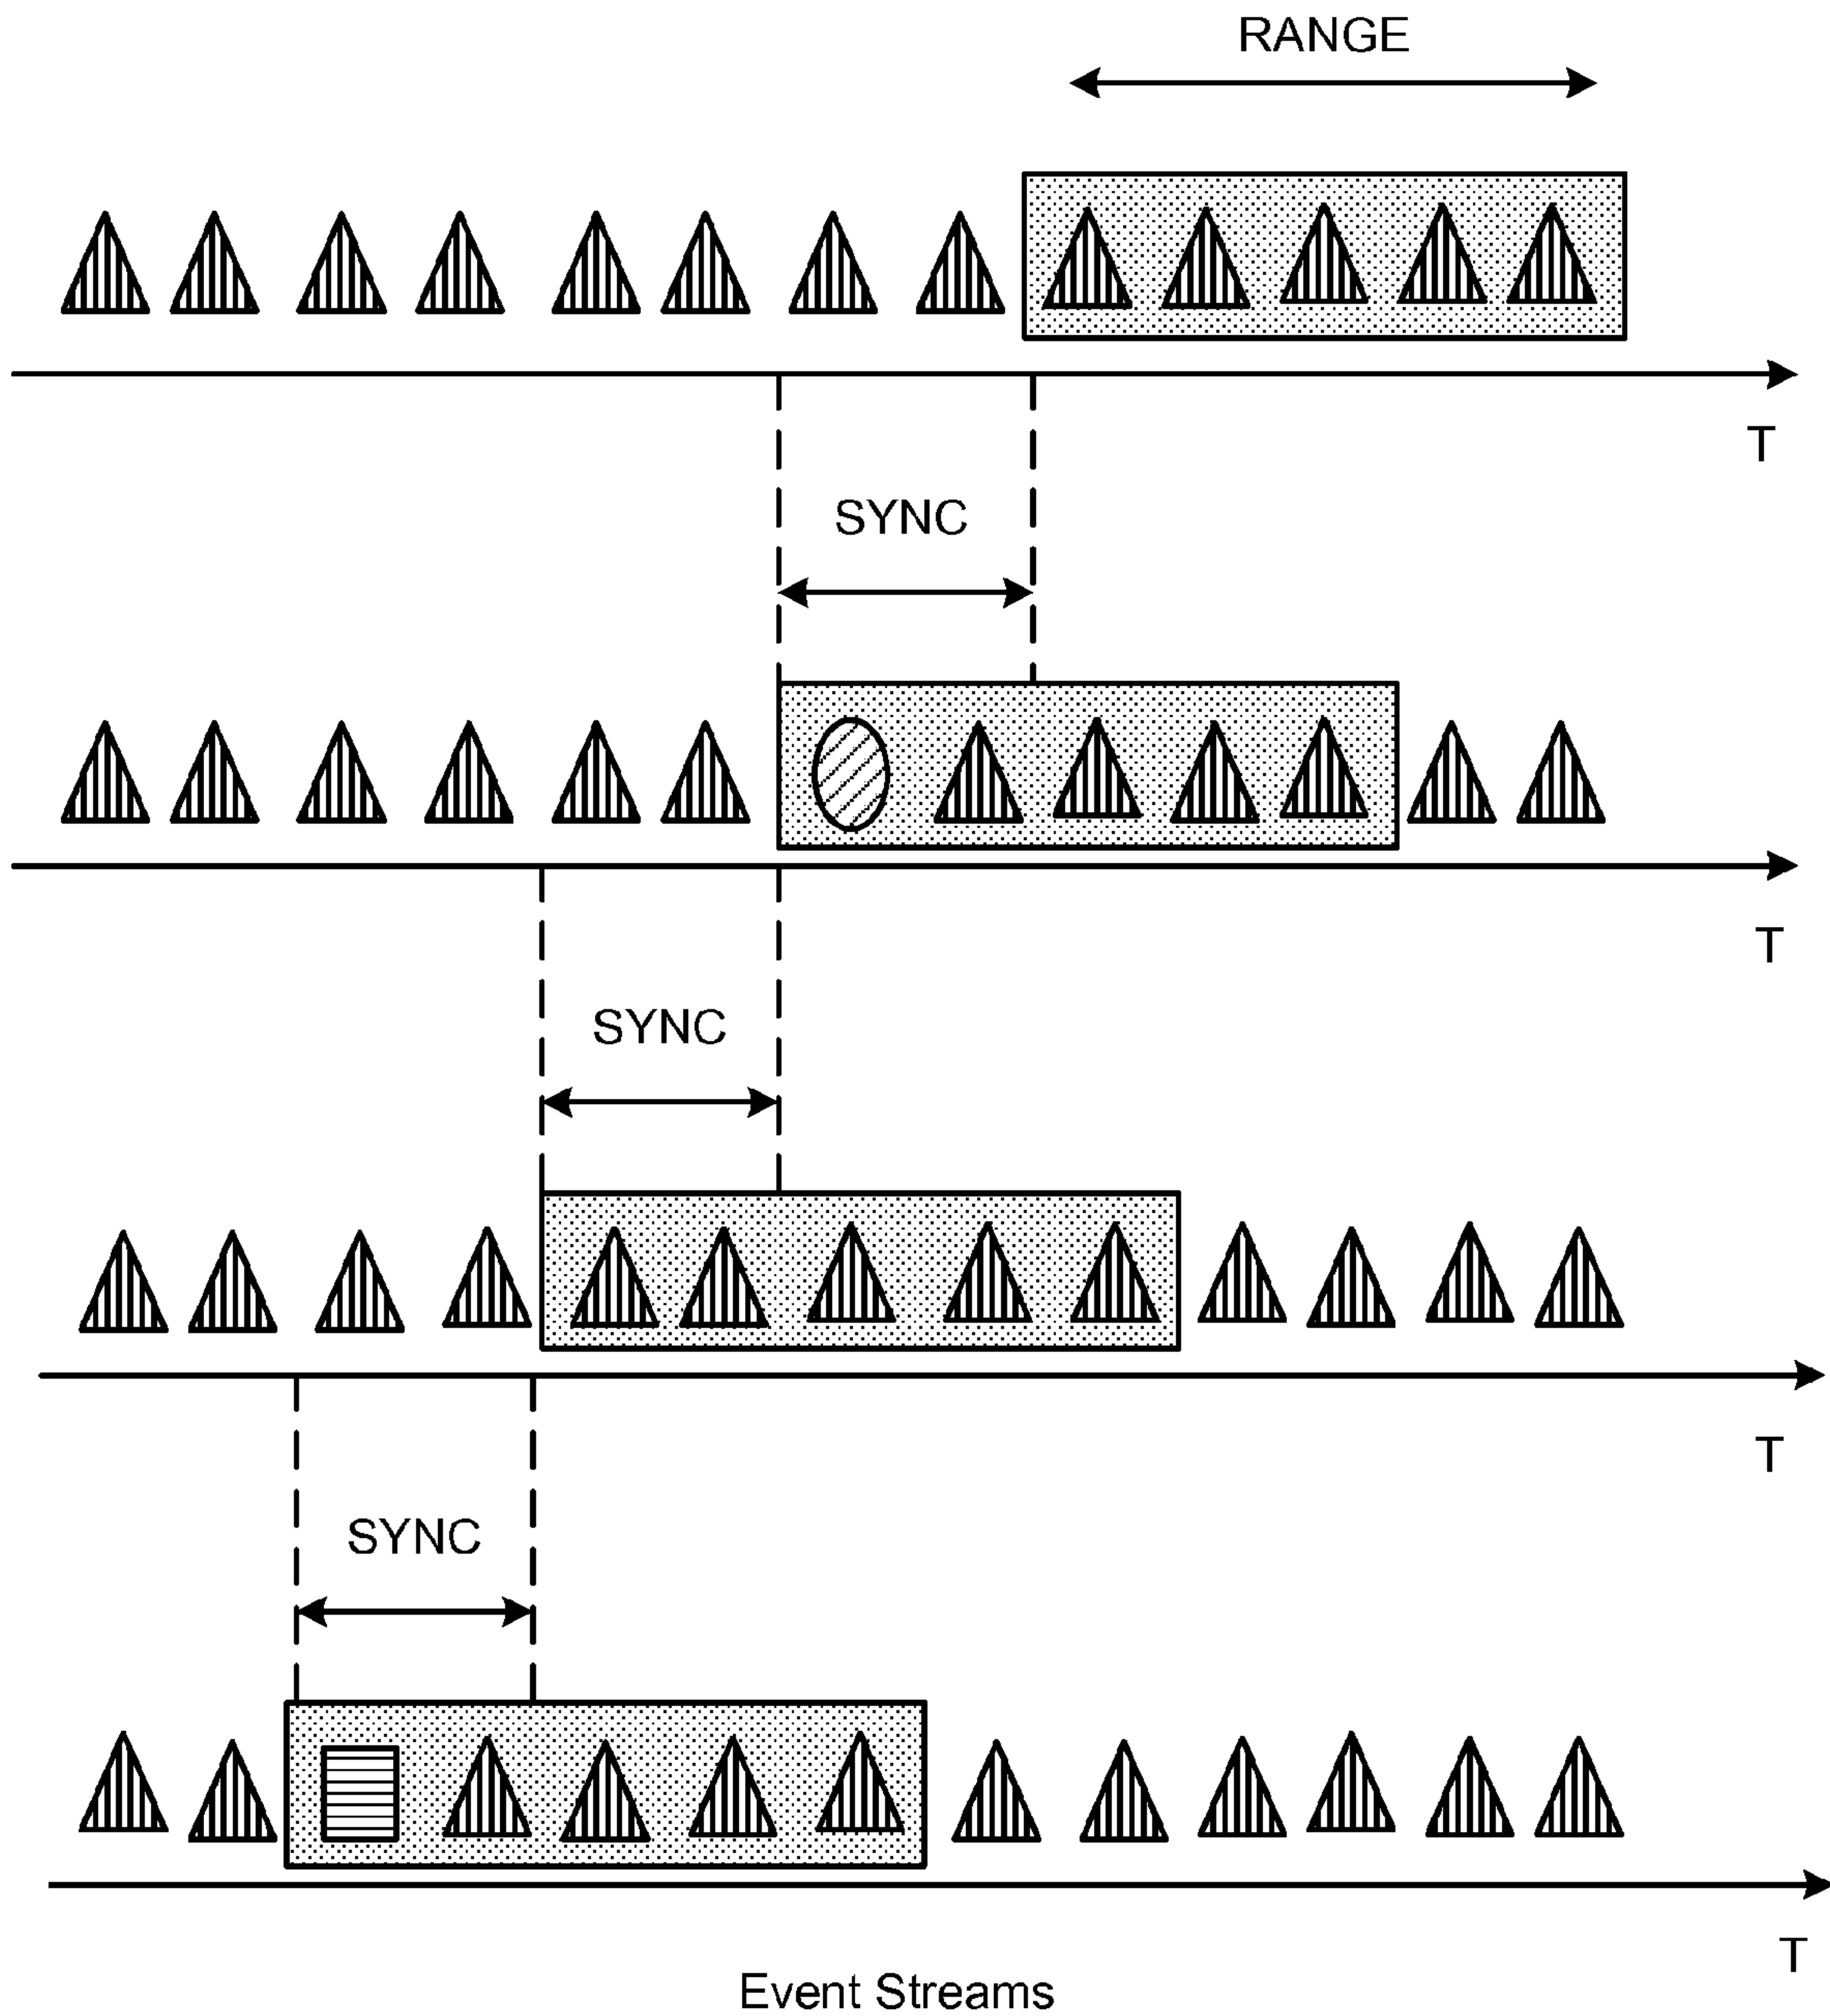 RANGE
T
SYNC
T
SYNC
T
SYNC
T
Event Streams